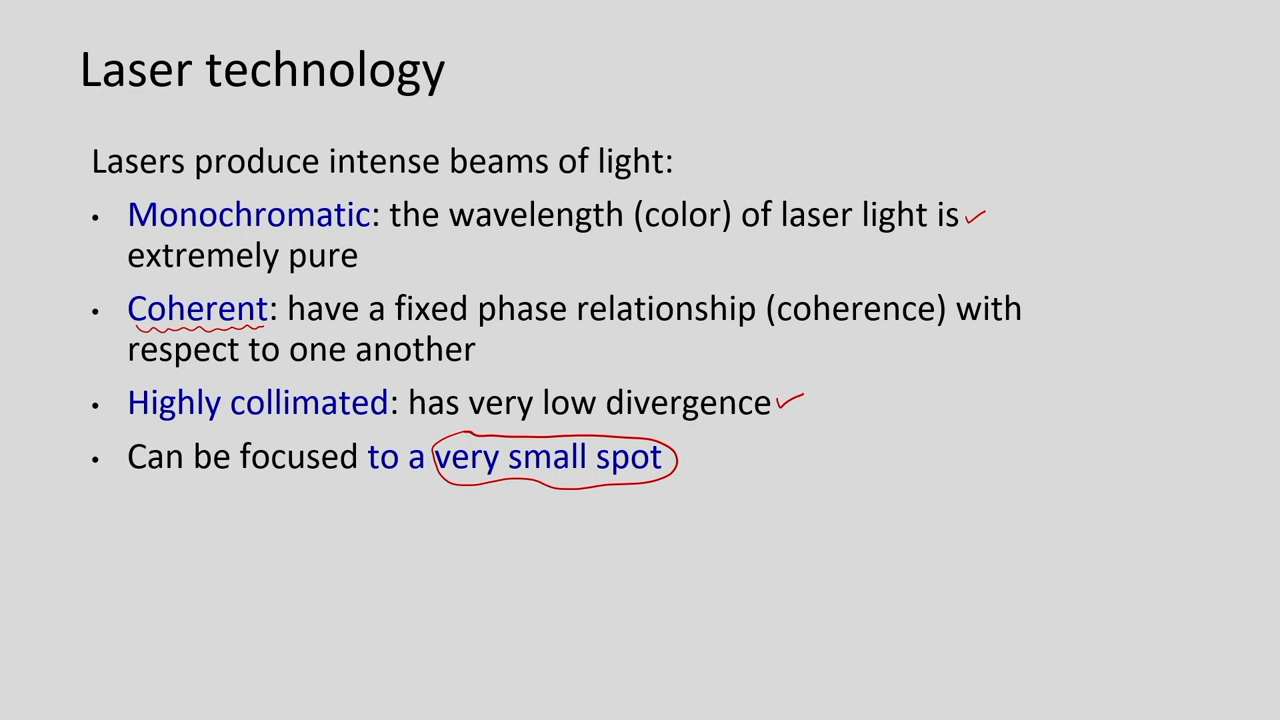 Laser technology
Lasers produce intense beams of light:
• Monochromatic: the wavelength (color) of laser light is
extremely pure
• Coherent: have a fixed phase relationship (coherence) with
respect to one another
• Highly collimated: has very low divergence
• Can be focused to a very small spot